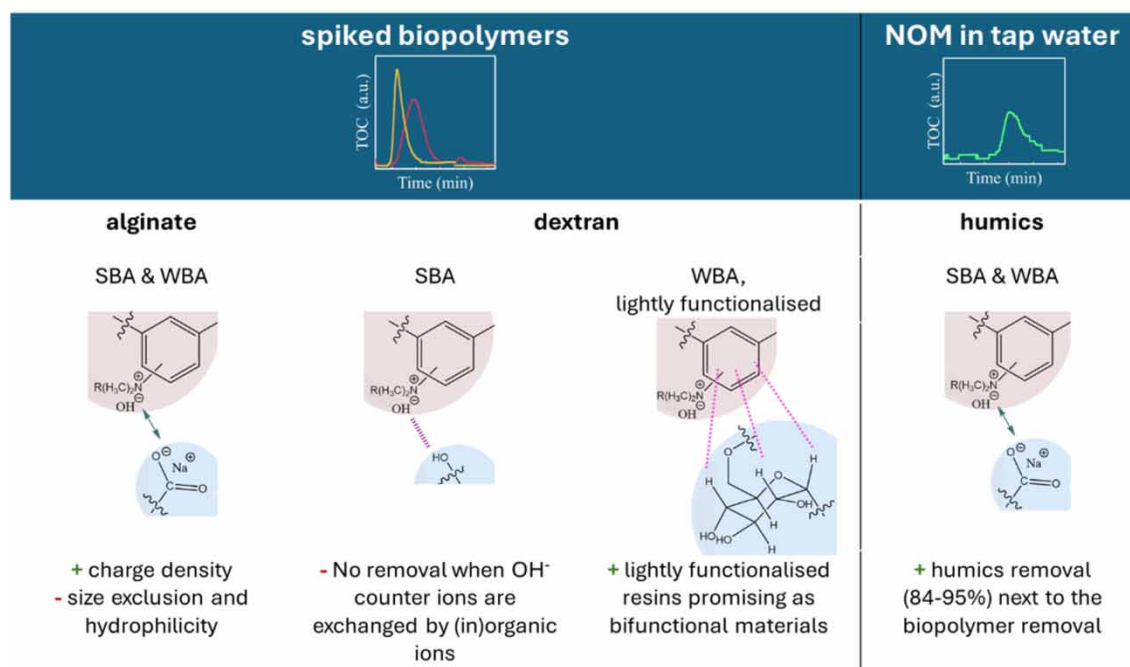 spiked biopolymers
TOC (a.u.)
Time (min)
NOM in tap water
TOC (a.u.)
Time (min)
alginate
SBA & WBA
R(H₃C)₂N⊕
OH⊖
O⊖
Na⊕
C
O
+ charge density
- size exclusion and
hydrophilicity
dextran
SBA
R(H₃C)₂N⊕
OH⊖
HO
- No removal when OH⁻
counter ions are
exchanged by (in)organic
ions
WBA,
lightly functionalised
R(H₃C)₂N⊕
OH⊖
O
H
H
H
O
H
OH
HO
HO
H
OH
H
+ lightly functionalised
resins promising as
bifunctional materials
humics
SBA & WBA
R(H₃C)₂N⊕
OH⊖
O⊖
Na⊕
C
O
+ humics removal
(84-95%) next to the
biopolymer removal